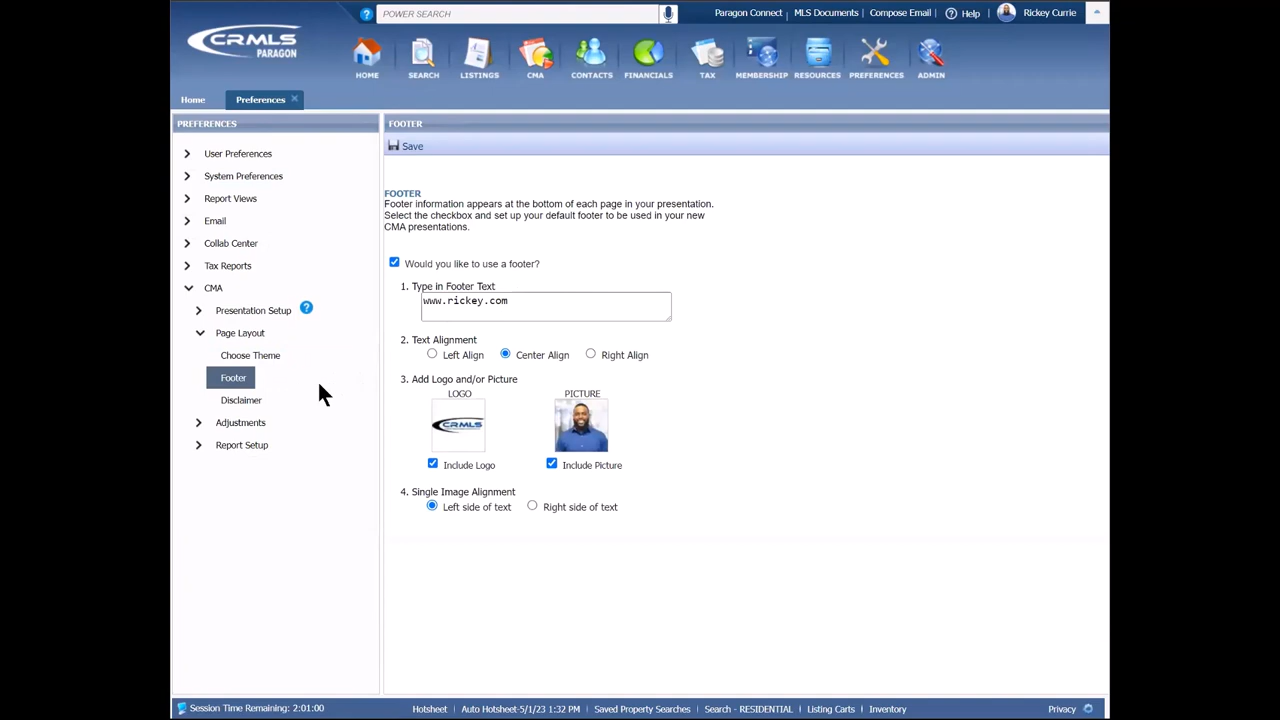 POWER SEARCH
Paragon Connect | MLS Documents | Compose Email | Help | Rickey Currie
CRMLS
PARAGON
HOME SEARCH LISTINGS CMA CONTACTS FINANCIALS TAX MEMBERSHIP RESOURCES PREFERENCES ADMIN
Home Preferences
PREFERENCES
User Preferences
System Preferences
Report Views
Email
Collab Center
Tax Reports
CMA
Presentation Setup ?
Page Layout
Choose Theme
Footer
Disclaimer
Adjustments
Report Setup
FOOTER
Save
FOOTER
Footer information appears at the bottom of each page in your presentation.
Select the checkbox and set up your default footer to be used in your new
CMA presentations.
Would you like to use a footer?
1. Type in Footer Text
www.rickey.com
2. Text Alignment
Left Align Center Align Right Align
3. Add Logo and/or Picture
LOGO PICTURE
CRMLS
Include Logo Include Picture
4. Single Image Alignment
Left side of text Right side of text
Session Time Remaining: 2:01:00 Hotsheet | Auto Hotsheet-5/1/23 1:32 PM | Saved Property Searches | Search - RESIDENTIAL | Listing Carts | Inventory Privacy